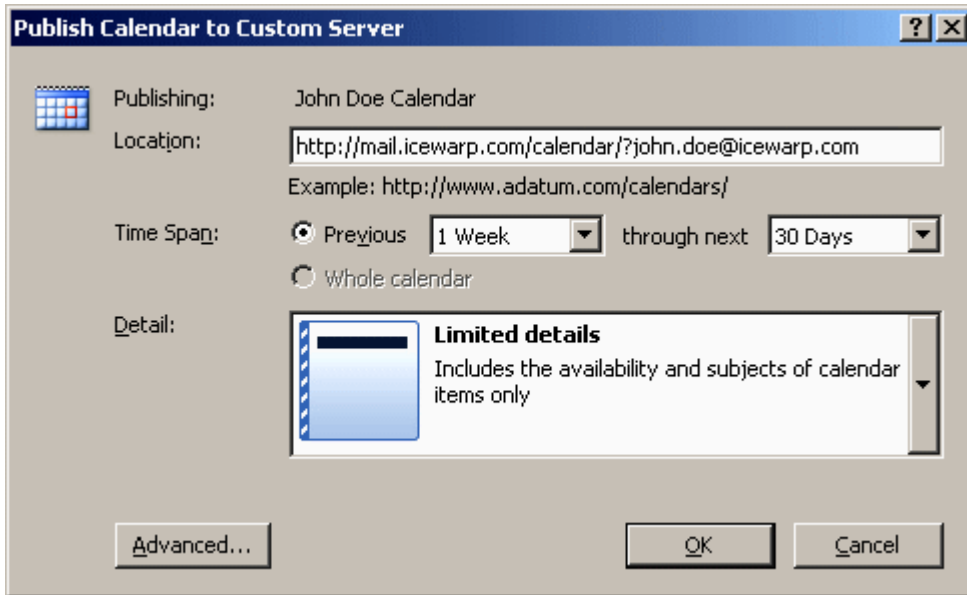 Publish Calendar to Custom Server
Publishing: John Doe Calendar
Location: http://mail.icewarp.com/calendar/?john.doe@icewarp.com
Example: http://www.adatum.com/calendars/
Time Span: Previous 1 Week through next 30 Days
Whole calendar
Detail: Limited details
Includes the availability and subjects of calendar
items only
Advanced... OK Cancel